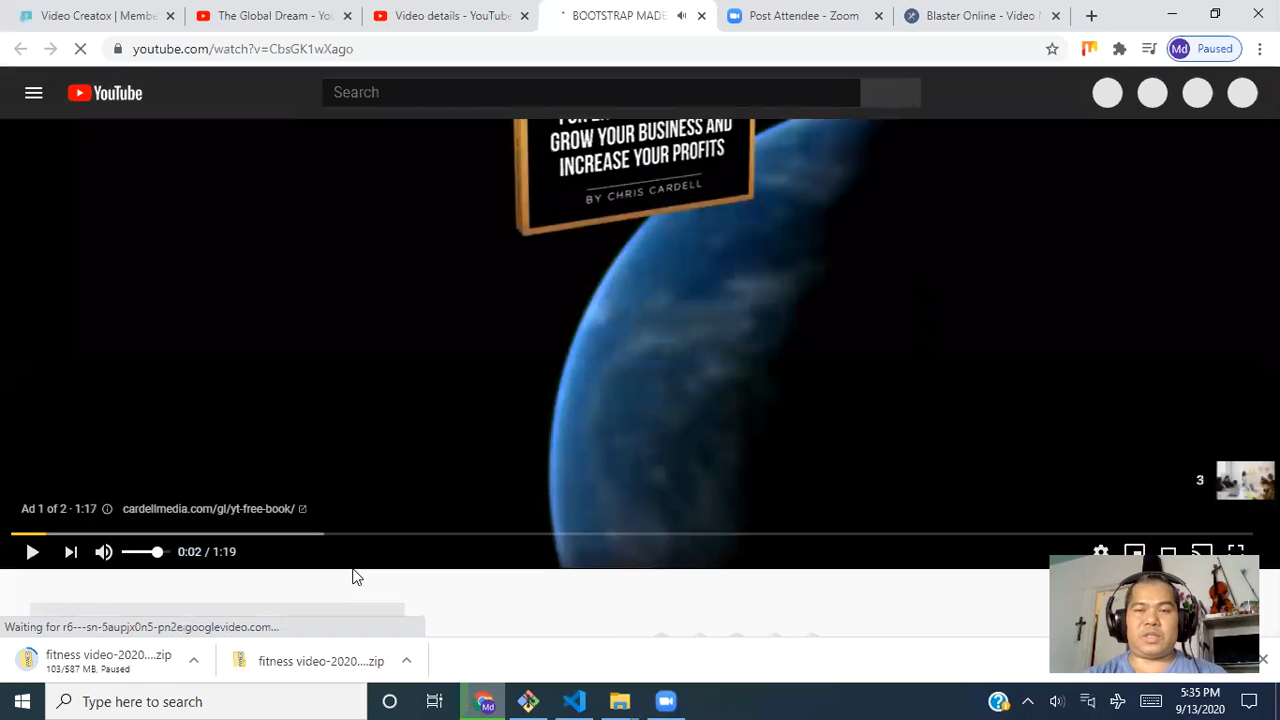 Video Creatox | Membe
The Global Dream - You
Video details - YouTube
BOOTSTRAP MADE
Post Attendee - Zoom
Blaster Online - Video M
youtube.com/watch?v=CbsGK1wXago
Md
Paused
YouTube
Search
GROW YOUR BUSINESS AND
INCREASE YOUR PROFITS
BY CHRIS CARDELL
3
Ad 1 of 2 · 1:17
cardellmedia.com/gl/yt-free-book/
0:02 / 1:19
Waiting for r6---sn-5aupjx0n5-pn2e.googlevideo.com...
fitness video-2020....zip
103/587 MB, Paused
fitness video-2020....zip
Type here to search
Md
5:35 PM
9/13/2020